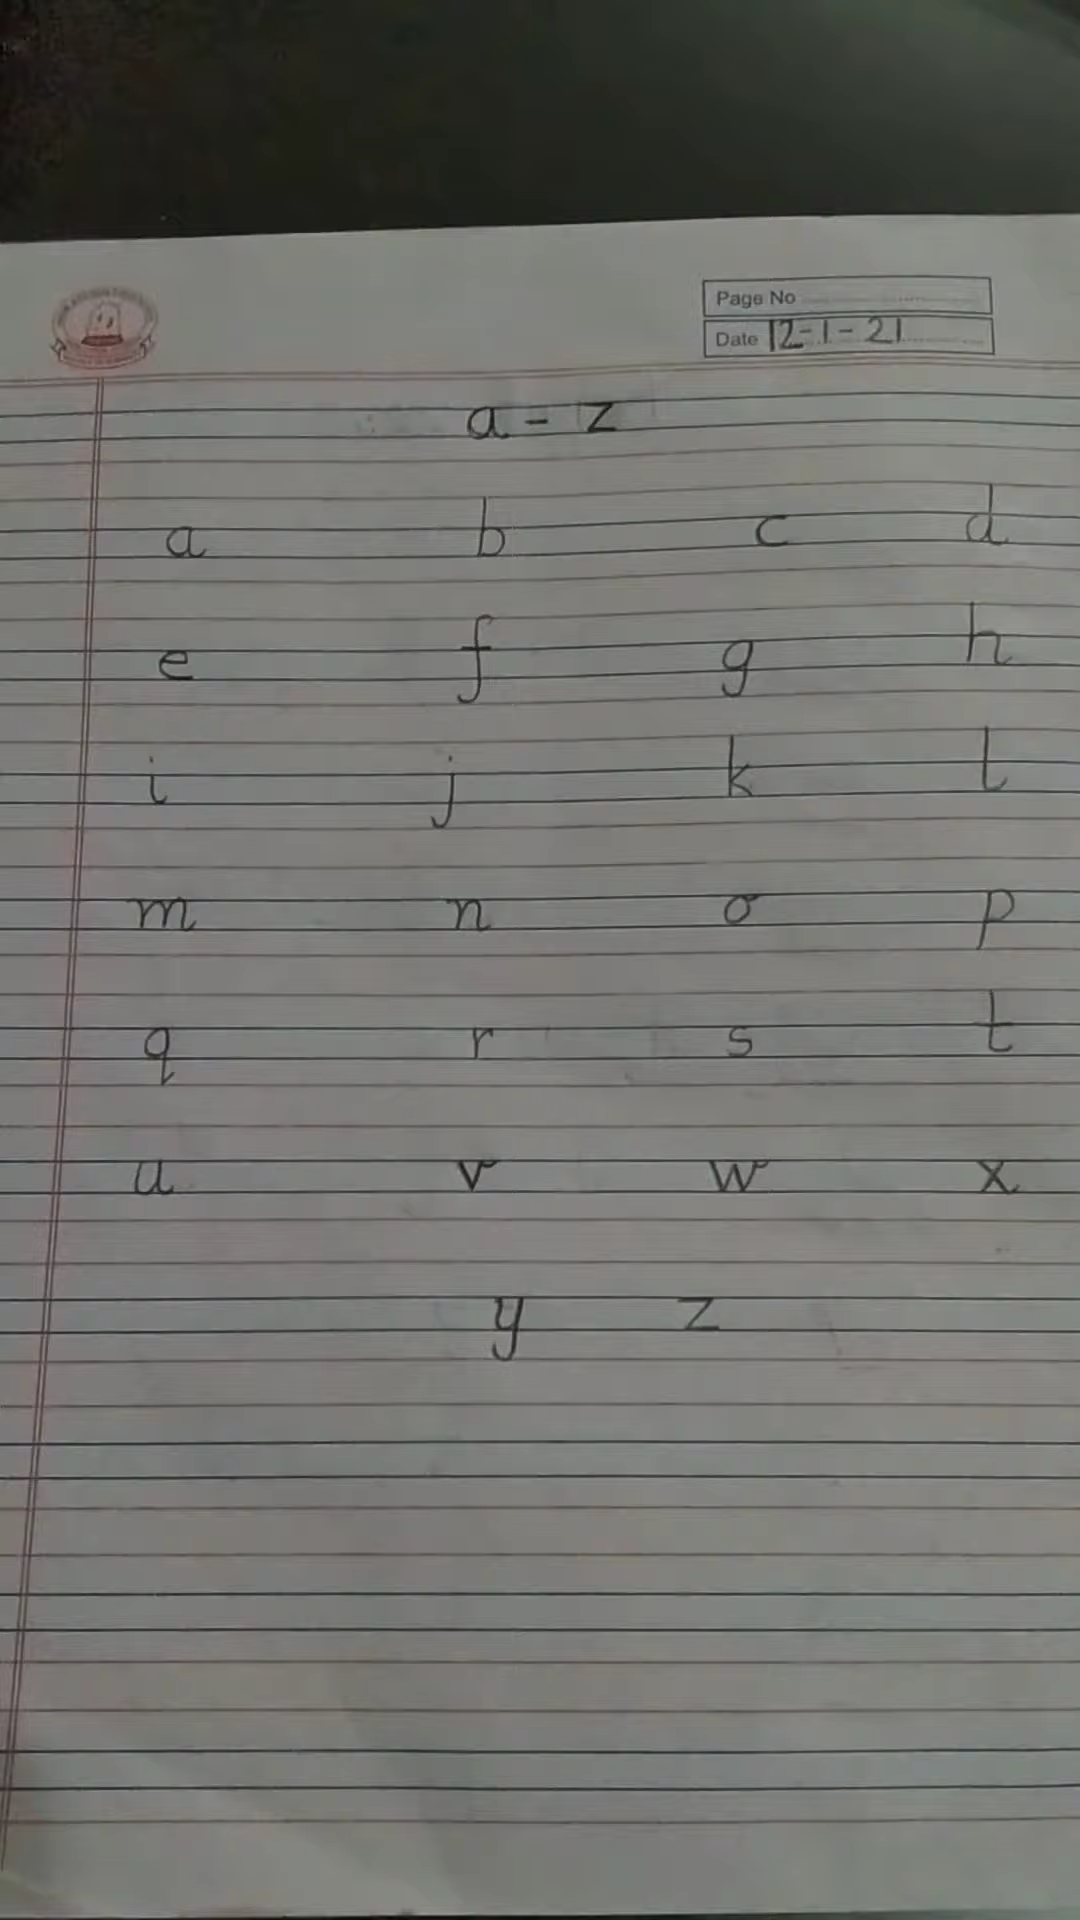 Page No
Date 12-1-21
a - z
a b c d
e f g h
i j k l
m n o p
q r s t
u v w x
y z